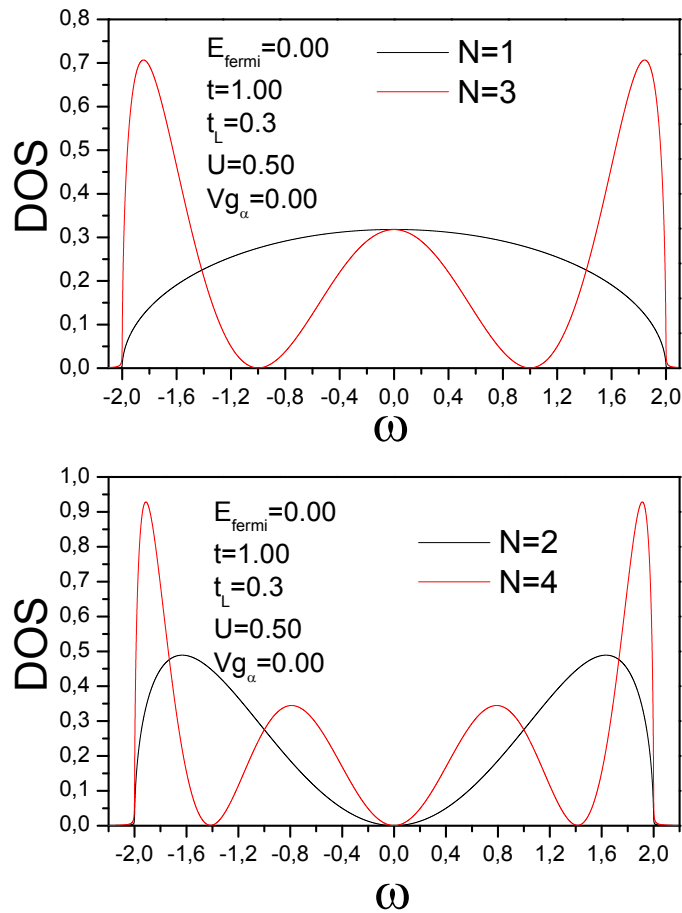 0,8
0,7
0,6
0,5
0,4
0,3
0,2
0,1
0,0
DOS
E_fermi=0.00
t=1.00
t_L=0.3
U=0.50
Vg_α=0.00
N=1
N=3
-2,0 -1,6 -1,2 -0,8 -0,4 0,0 0,4 0,8 1,2 1,6 2,0
ω
1,0
0,9
0,8
0,7
0,6
0,5
0,4
0,3
0,2
0,1
0,0
DOS
E_fermi=0.00
t=1.00
t_L=0.3
U=0.50
Vg_α=0.00
N=2
N=4
-2,0 -1,6 -1,2 -0,8 -0,4 0,0 0,4 0,8 1,2 1,6 2,0
ω